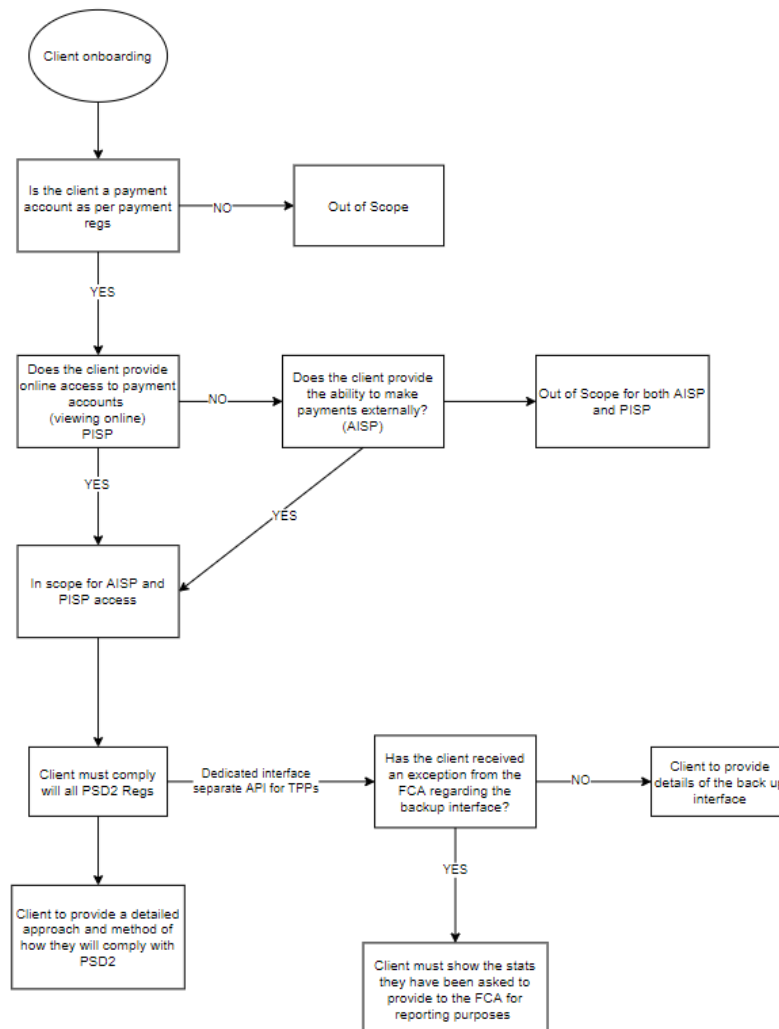 Client onboarding
Is the client a payment
account as per payment
regs
NO
Out of Scope
YES
Does the client provide
online access to payment
accounts
(viewing online)
PISP
NO
Does the client provide
the ability to make
payments externally?
(AISP)
Out of Scope for both AISP
and PISP
YES
YES
In scope for AISP and
PISP access
Client must comply
will all PSD2 Regs
Dedicated interface
separate API for TPPs
Has the client received
an exception from the
FCA regarding the
backup interface?
NO
Client to provide
details of the back up
interface
YES
Client to provide a detailed
approach and method of
how they will comply with
PSD2
Client must show the stats
they have been asked to
provide to the FCA for
reporting purposes